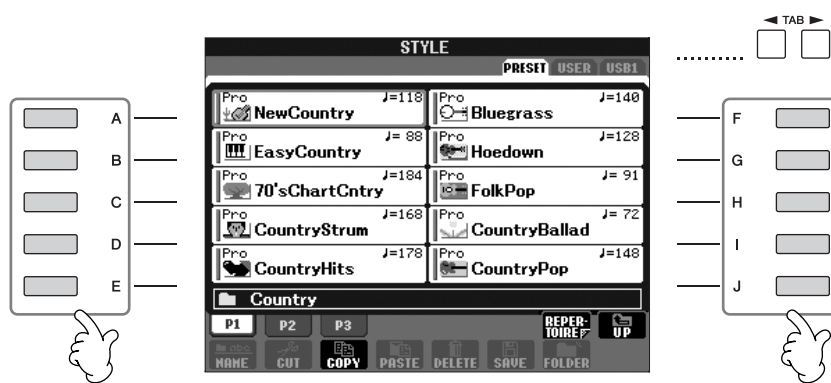 ◄ TAB ►
STYLE
PRESET USER USB1
A
Pro ♩=118
NewCountry
Pro ♩=140
Bluegrass
F
B
Pro ♩= 88
EasyCountry
Pro ♩=128
Hoedown
G
C
Pro ♩=184
70'sChartCntry
Pro ♩= 91
FolkPop
H
D
Pro ♩=168
CountryStrum
Pro ♩= 72
CountryBallad
I
E
Pro ♩=178
CountryHits
Pro ♩=148
CountryPop
J
Country
P1 P2 P3 REPER-
TOIRE UP
abc
NAME CUT COPY PASTE DELETE SAVE FOLDER